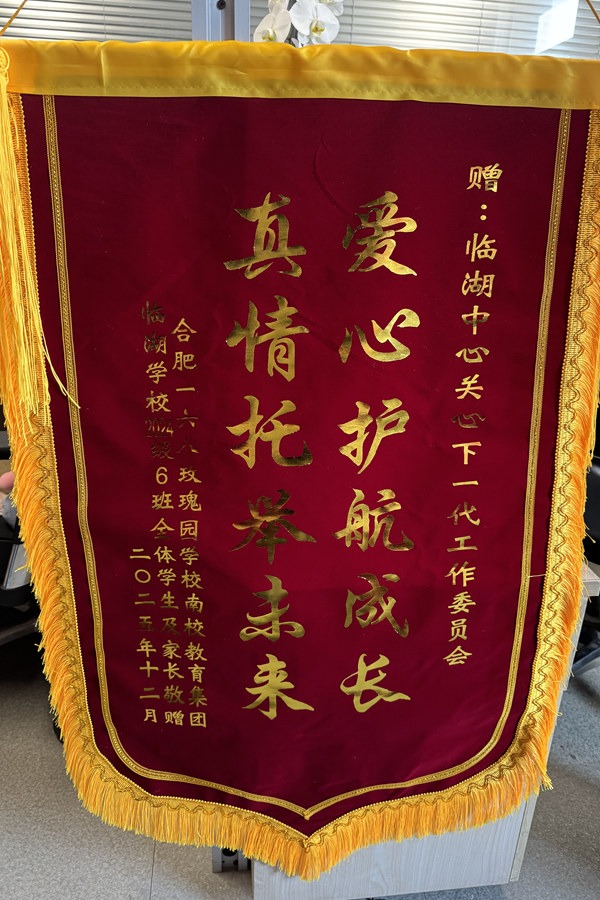 赠：临湖中心关心下一代工作委员会
爱心护航成长
真情托举未来
合肥一六八玫瑰园学校南校教育集团
临湖学校2024级6班全体学生及家长敬赠
二〇二五年十二月